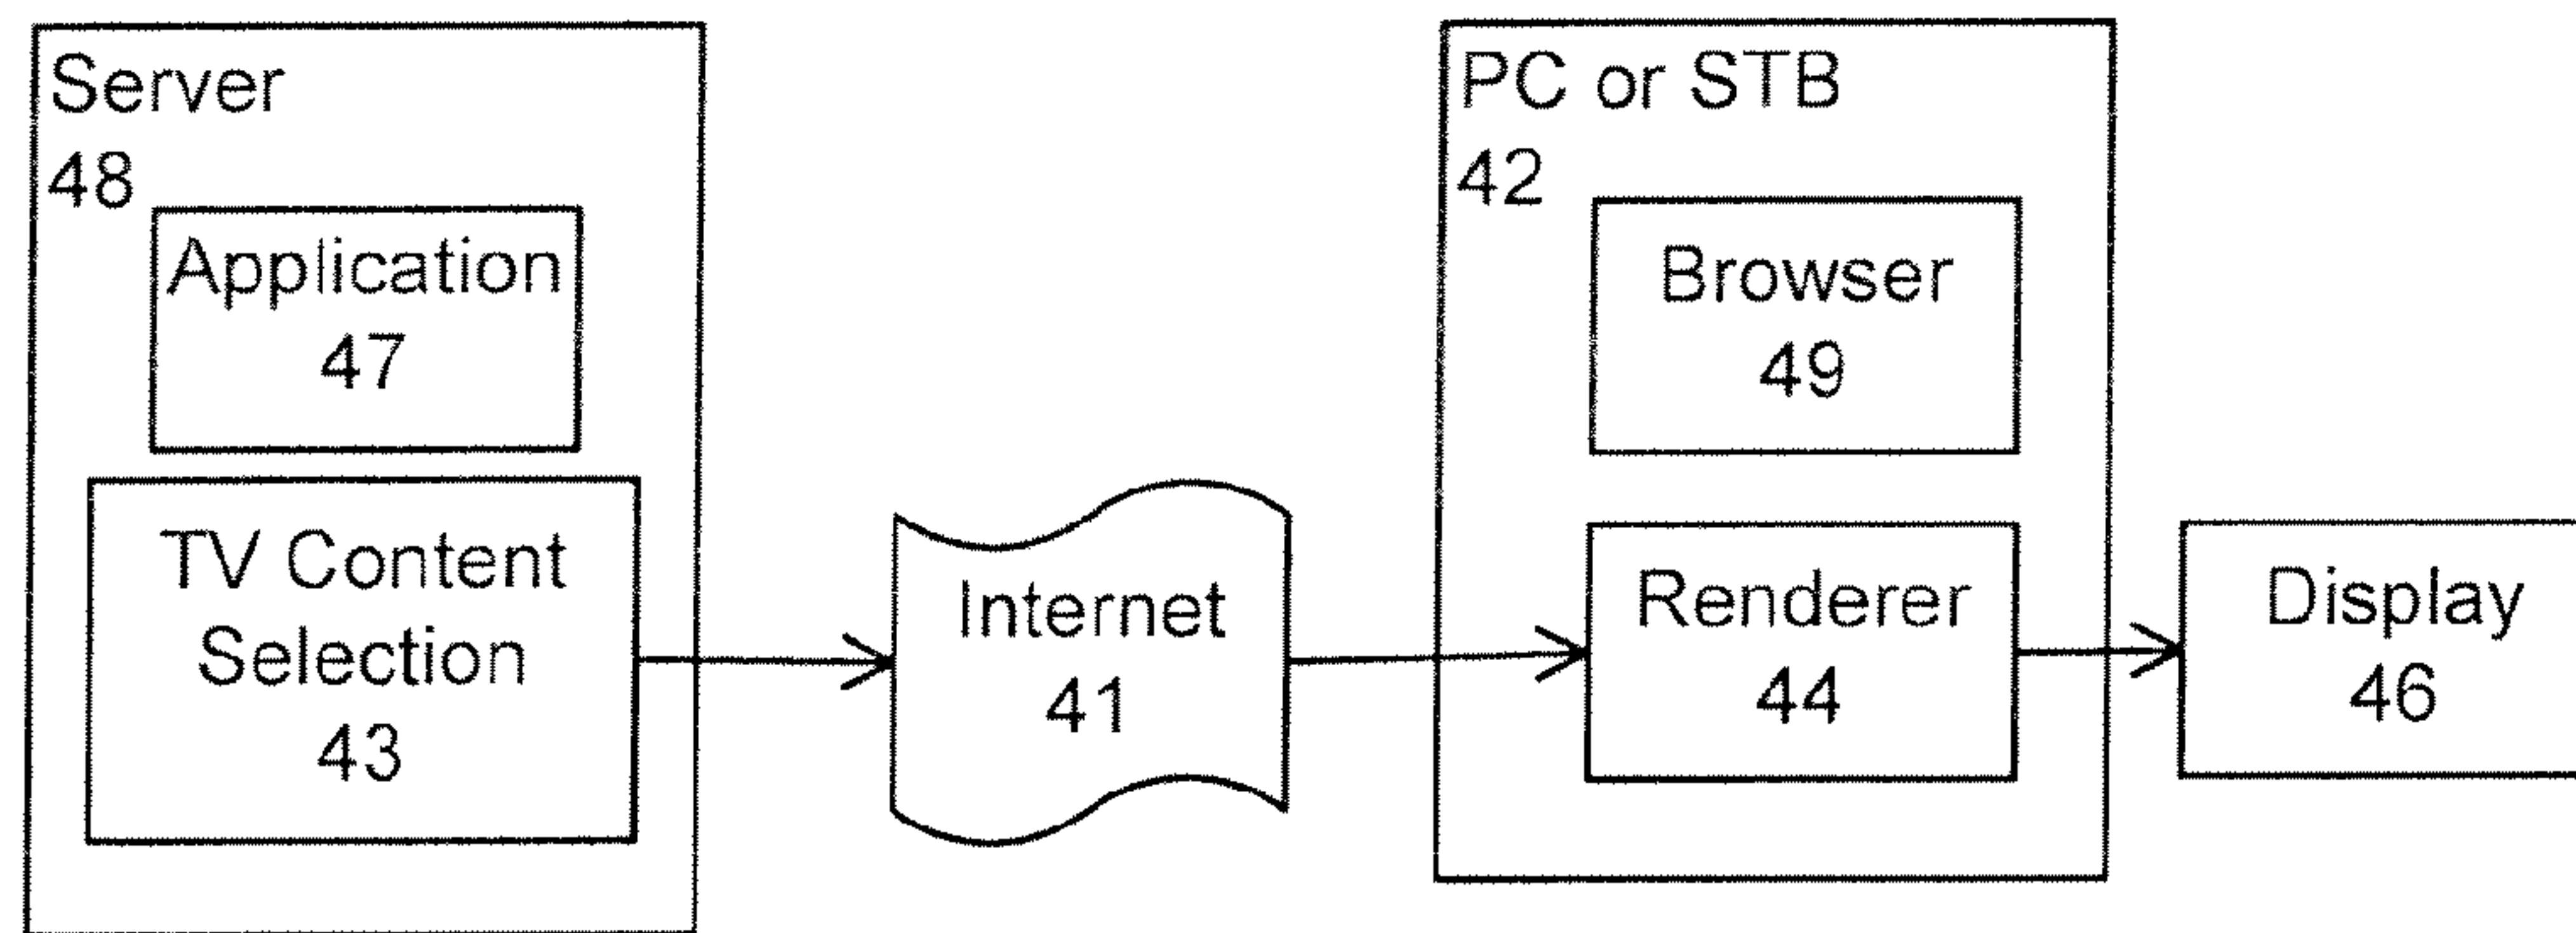 Server
48
Application
47
TV Content
Selection
43
Internet
41
PC or STB
42
Browser
49
Renderer
44
Display
46